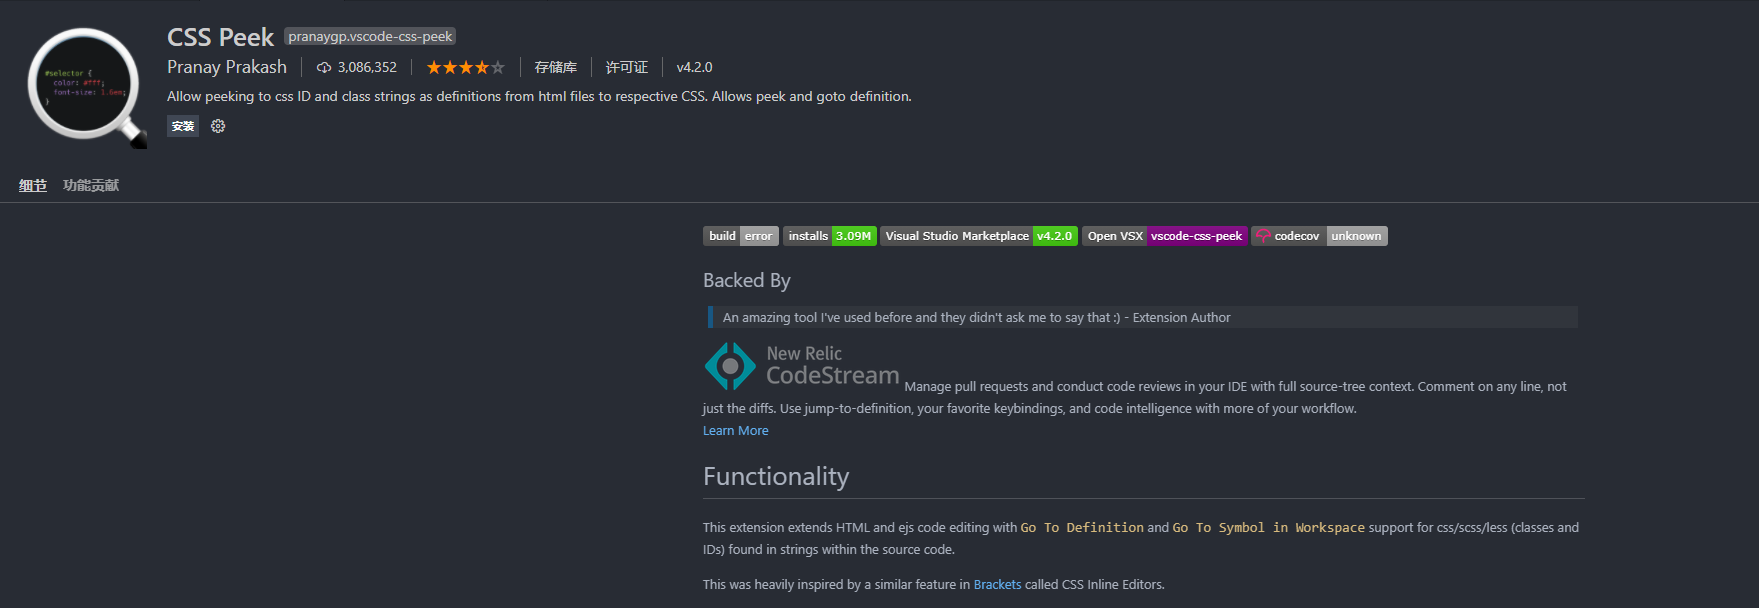 CSS Peek pranaygp.vscode-css-peek
Pranay Prakash 3,086,352 存储库 许可证 v4.2.0
Allow peeking to css ID and class strings as definitions from html files to respective CSS. Allows peek and goto definition.
安装
#selector {
color: #fff;
font-size: 1.6em;
}
细节 功能贡献
build error installs 3.09M Visual Studio Marketplace v4.2.0 Open VSX vscode-css-peek codecov unknown
Backed By
An amazing tool I've used before and they didn't ask me to say that :) - Extension Author
New Relic
CodeStream Manage pull requests and conduct code reviews in your IDE with full source-tree context. Comment on any line, not
just the diffs. Use jump-to-definition, your favorite keybindings, and code intelligence with more of your workflow.
Learn More
Functionality
This extension extends HTML and ejs code editing with Go To Definition and Go To Symbol in Workspace support for css/scss/less (classes and
IDs) found in strings within the source code.
This was heavily inspired by a similar feature in Brackets called CSS Inline Editors.